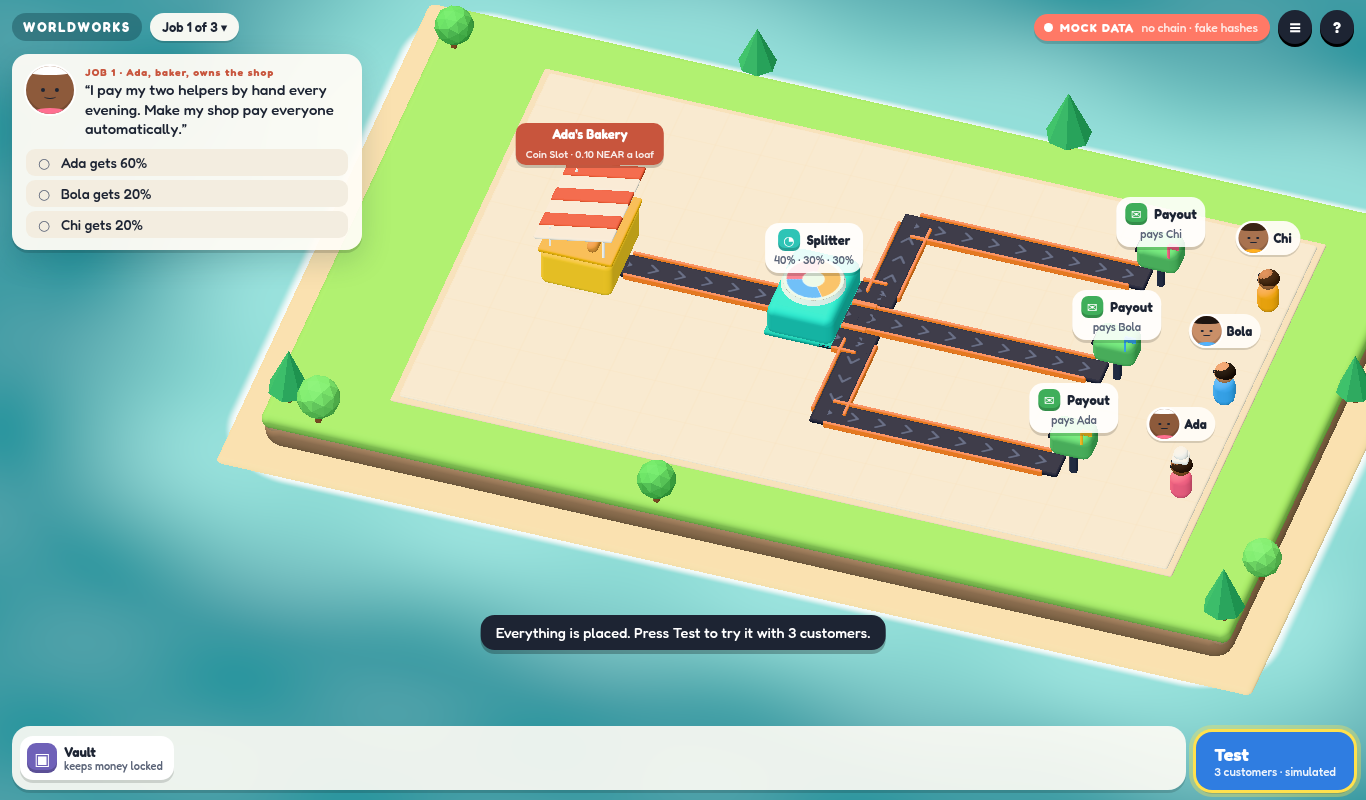 WORLDWORKS
Job 1 of 3 ▾
MOCK DATA no chain · fake hashes
≡
?
JOB 1 · Ada, baker, owns the shop
“I pay my two helpers by hand every
evening. Make my shop pay everyone
automatically.”
Ada gets 60%
Bola gets 20%
Chi gets 20%
Ada's Bakery
Coin Slot · 0.10 NEAR a loaf
Splitter
40% · 30% · 30%
Payout
pays Chi
Chi
Payout
pays Bola
Bola
Payout
pays Ada
Ada
Everything is placed. Press Test to try it with 3 customers.
Vault
keeps money locked
Test
3 customers · simulated